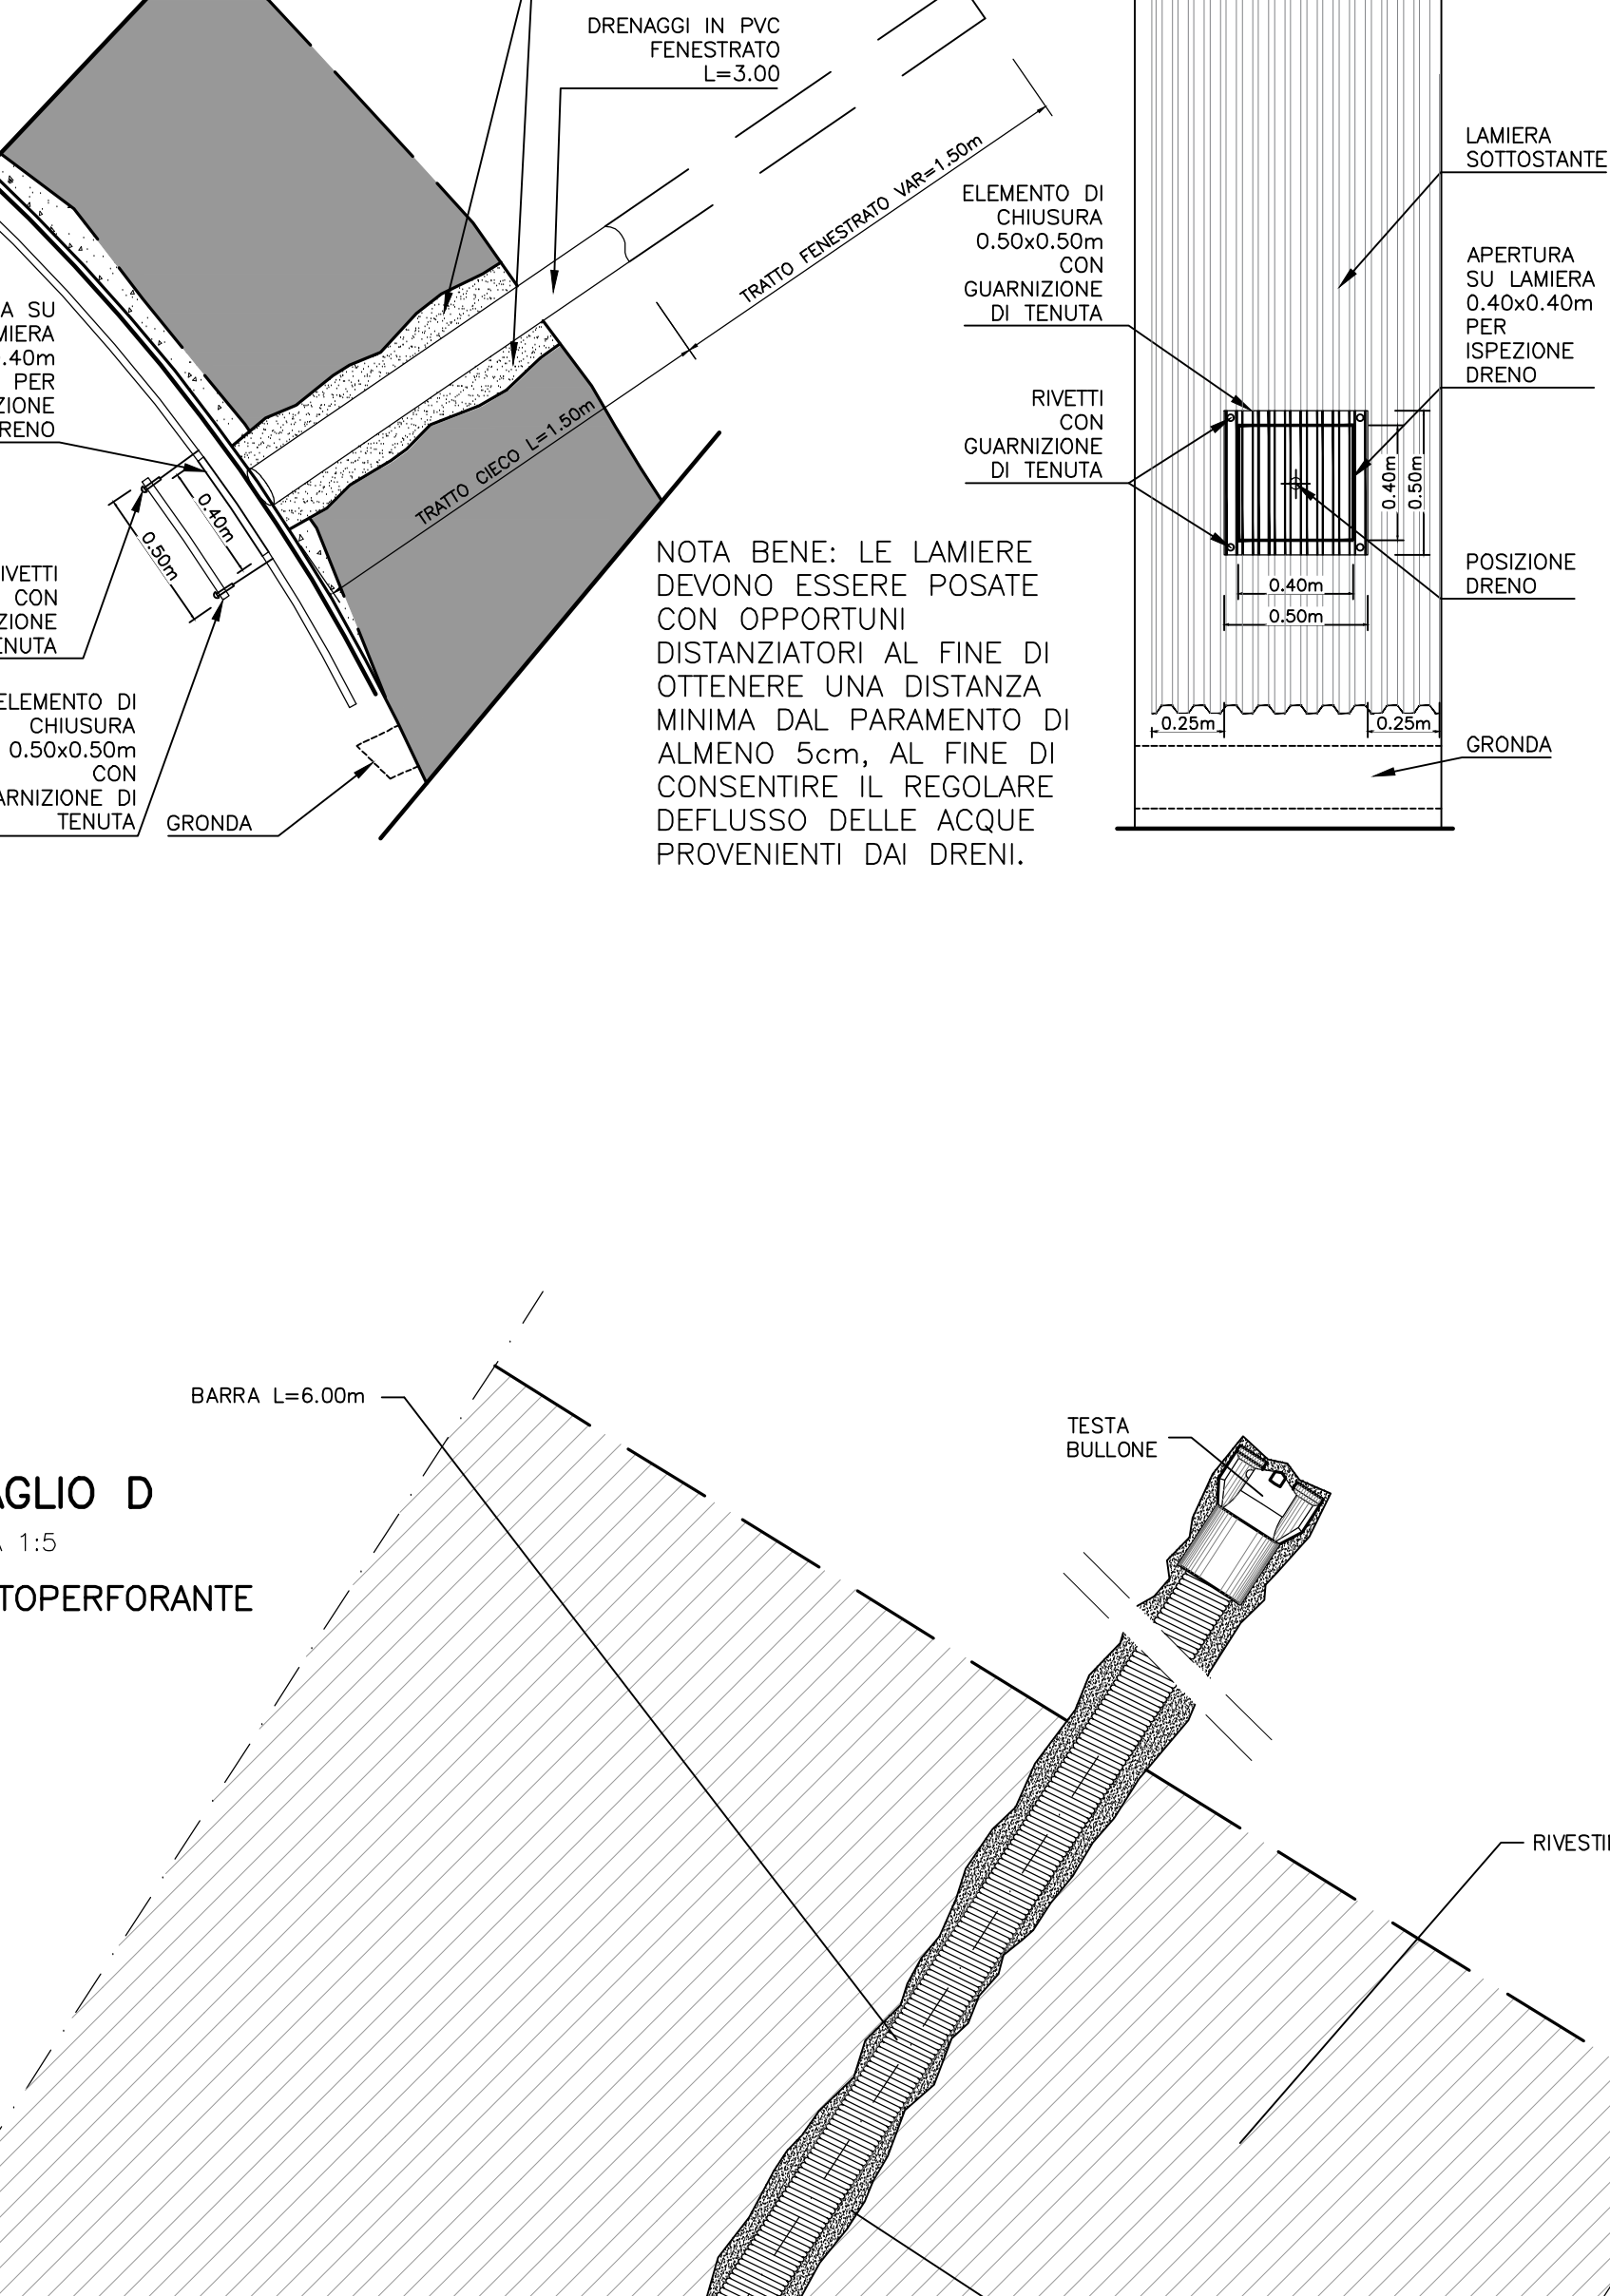 DRENAGGI IN PVC
FENESTRATO
L=3.00
TRATTO FENESTRATO VAR=1.50m
TRATTO CIECO L=1.50m
A SU
MIERA
.40m
PER
ZIONE
RENO
0.40m
0.50m
IVETTI
CON
ZIONE
ENUTA
ELEMENTO DI
CHIUSURA
0.50x0.50m
CON
ARNIZIONE DI
TENUTA
GRONDA
NOTA BENE: LE LAMIERE
DEVONO ESSERE POSATE
CON OPPORTUNI
DISTANZIATORI AL FINE DI
OTTENERE UNA DISTANZA
MINIMA DAL PARAMENTO DI
ALMENO 5cm, AL FINE DI
CONSENTIRE IL REGOLARE
DEFLUSSO DELLE ACQUE
PROVENIENTI DAI DRENI.
ELEMENTO DI
CHIUSURA
0.50x0.50m
CON
GUARNIZIONE
DI TENUTA
RIVETTI
CON
GUARNIZIONE
DI TENUTA
LAMIERA
SOTTOSTANTE
APERTURA
SU LAMIERA
0.40x0.40m
PER
ISPEZIONE
DRENO
0.40m
0.50m
POSIZIONE
DRENO
0.40m
0.50m
0.25m
0.25m
GRONDA
BARRA L=6.00m
TESTA
BULLONE
AGLIO D
A 1:5
TOPERFORANTE
RIVESTI